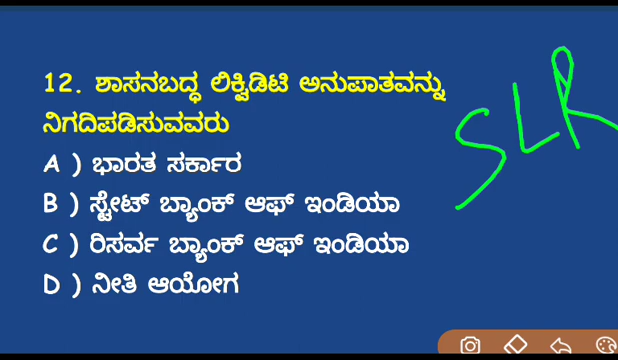 12. ಶಾಸನಬದ್ಧ ಲಿಕ್ವಿಡಿಟಿ ಅನುಪಾತವನ್ನು
ನಿಗದಿಪಡಿಸುವವರು
A ) ಭಾರತ ಸರ್ಕಾರ
B ) ಸ್ಟೇಟ್ ಬ್ಯಾಂಕ್ ಆಫ್ ಇಂಡಿಯಾ
C ) ರಿಸರ್ವ ಬ್ಯಾಂಕ್ ಆಫ್ ಇಂಡಿಯಾ
D ) ನೀತಿ ಆಯೋಗ
SLR